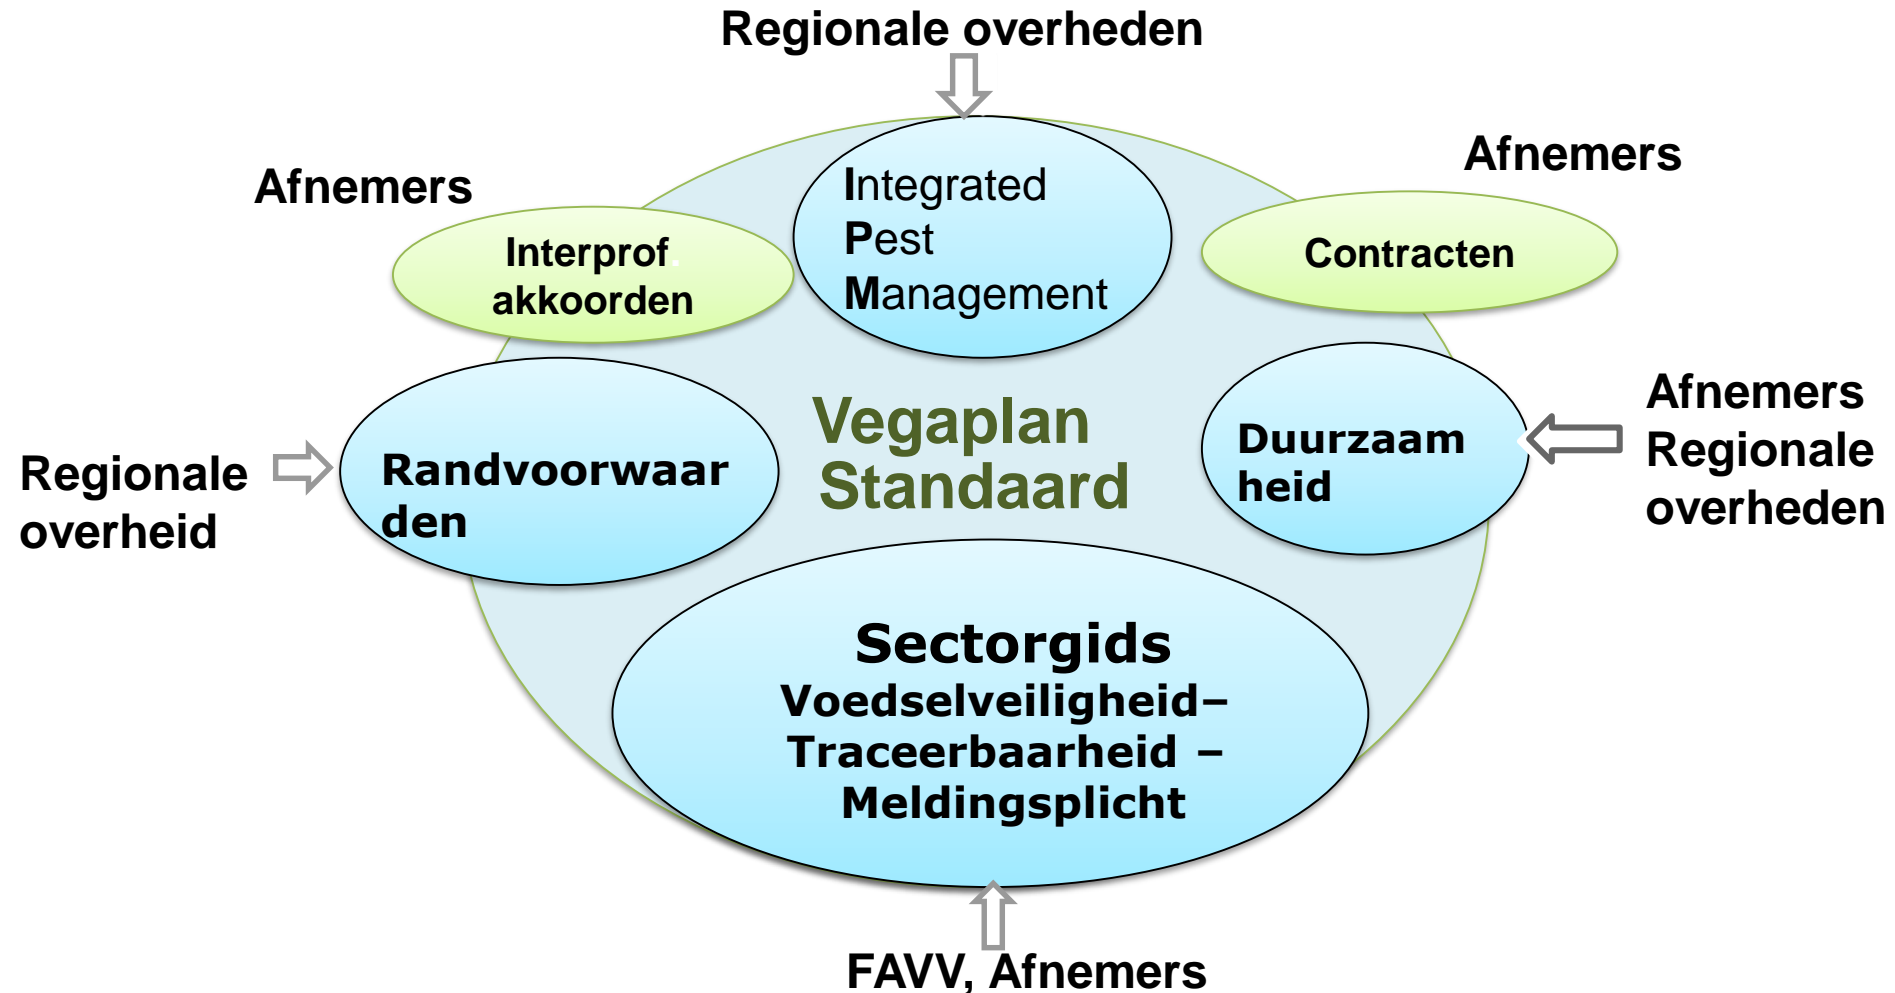 Regionale overheden
Afnemers
Afnemers
Integrated
Pest
Management
Interprof.
akkoorden
Contracten
Vegaplan
Standaard
Randvoorwaar
den
Duurzaam
heid
Regionale
overheid
Afnemers
Regionale
overheden
Sectorgids
Voedselveiligheid–
Traceerbaarheid –
Meldingsplicht
FAVV, Afnemers